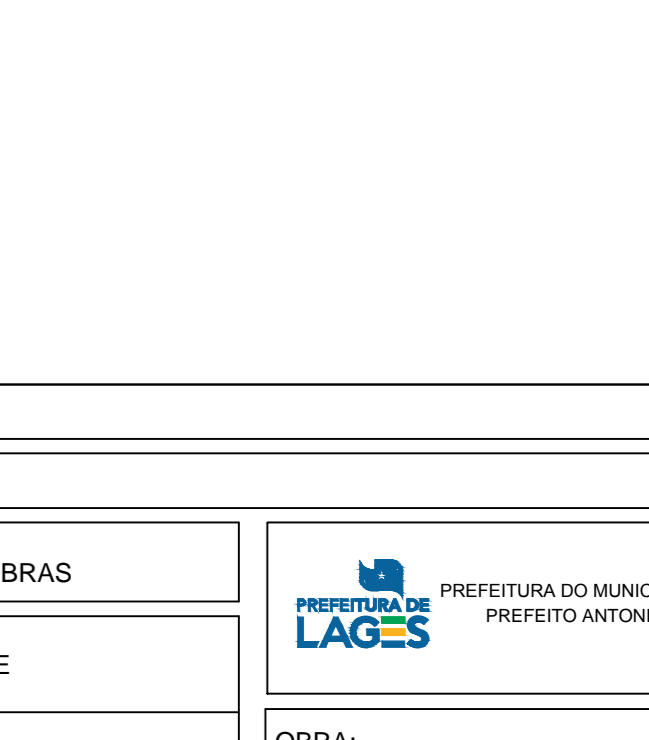 BRAS
E
PREFEITURA DE
LAGES
PREFEITURA DO MUNIC
PREFEITO ANTONI
OBRA: